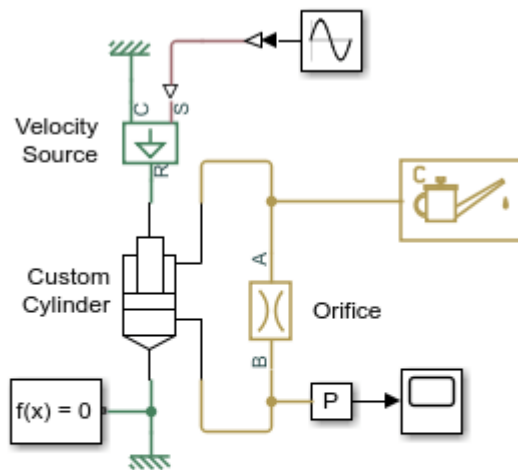 C
S
Velocity
Source
R
C
A
Custom
Cylinder
Orifice
B
f(x) = 0
P